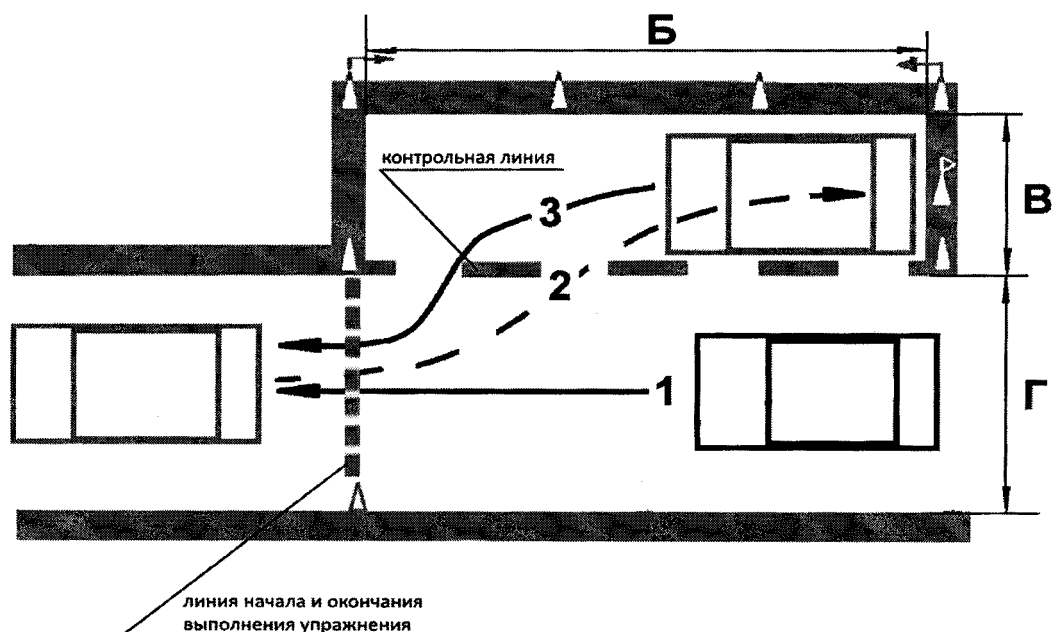 Б
контрольная линия
3
В
2
1
Г
линия начала и окончания
выполнения упражнения